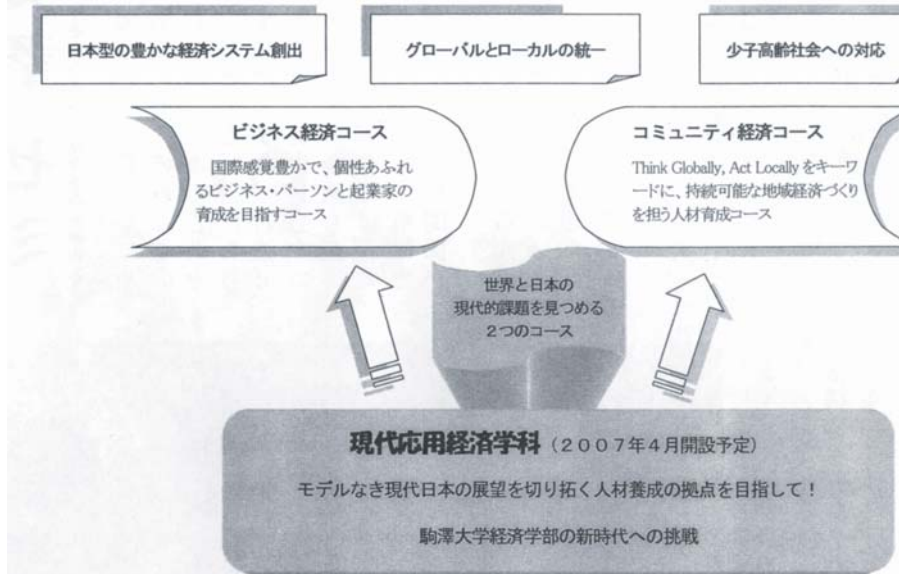 日本型の豊かな経済システム創出
グローバルとローカルの統一
少子高齢社会への対応
ビジネス経済コース
国際感覚豊かで、個性あふれ
るビジネス・パーソンと起業家の
育成を目指すコース
コミュニティ経済コース
Think Globally, Act Locally をキーワ
ードに、持続可能な地域経済づくり
を担う人材育成コース
世界と日本の
現代的課題を見つめる
２つのコース
現代応用経済学科（２００７年４月開設予定）
モデルなき現代日本の展望を切り拓く人材養成の拠点を目指して！
駒澤大学経済学部の新時代への挑戦